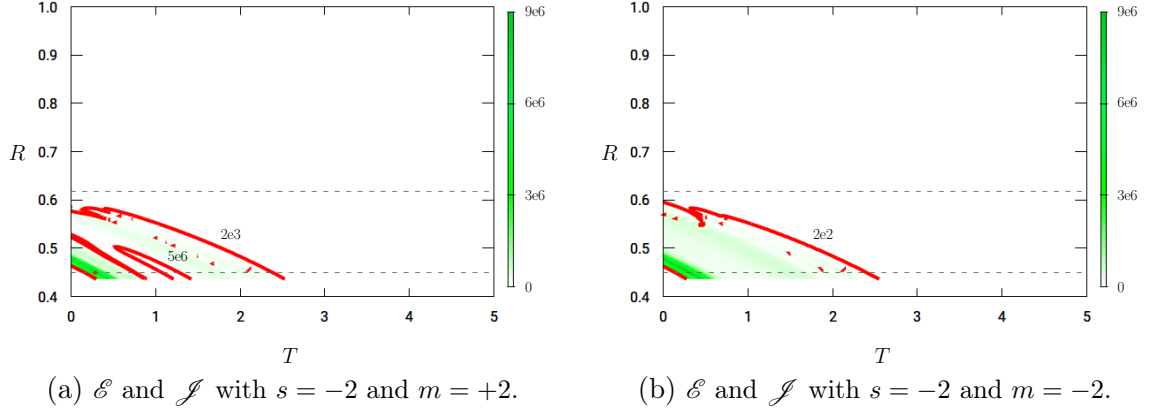 1.0
0.9
0.8
0.7
0.6
0.5
0.4
R
0 1 2 3 4 5
T
2e3
5e6
9e6
6e6
3e6
0
(a) ℰ and 𝒥 with s = −2 and m = +2.
1.0
0.9
0.8
0.7
0.6
0.5
0.4
R
0 1 2 3 4 5
T
2e2
9e6
6e6
3e6
0
(b) ℰ and 𝒥 with s = −2 and m = −2.